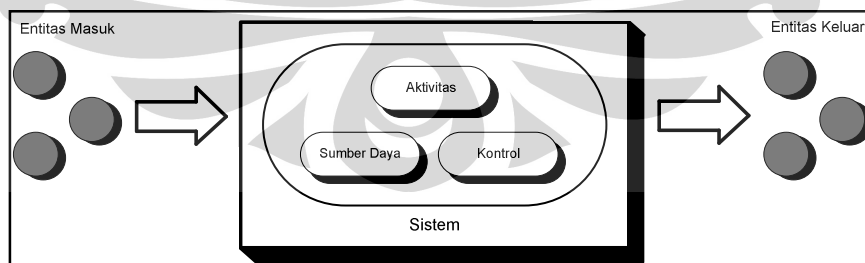 Entitas Masuk
Entitas Keluar
Aktivitas
Sumber Daya
Kontrol
Sistem